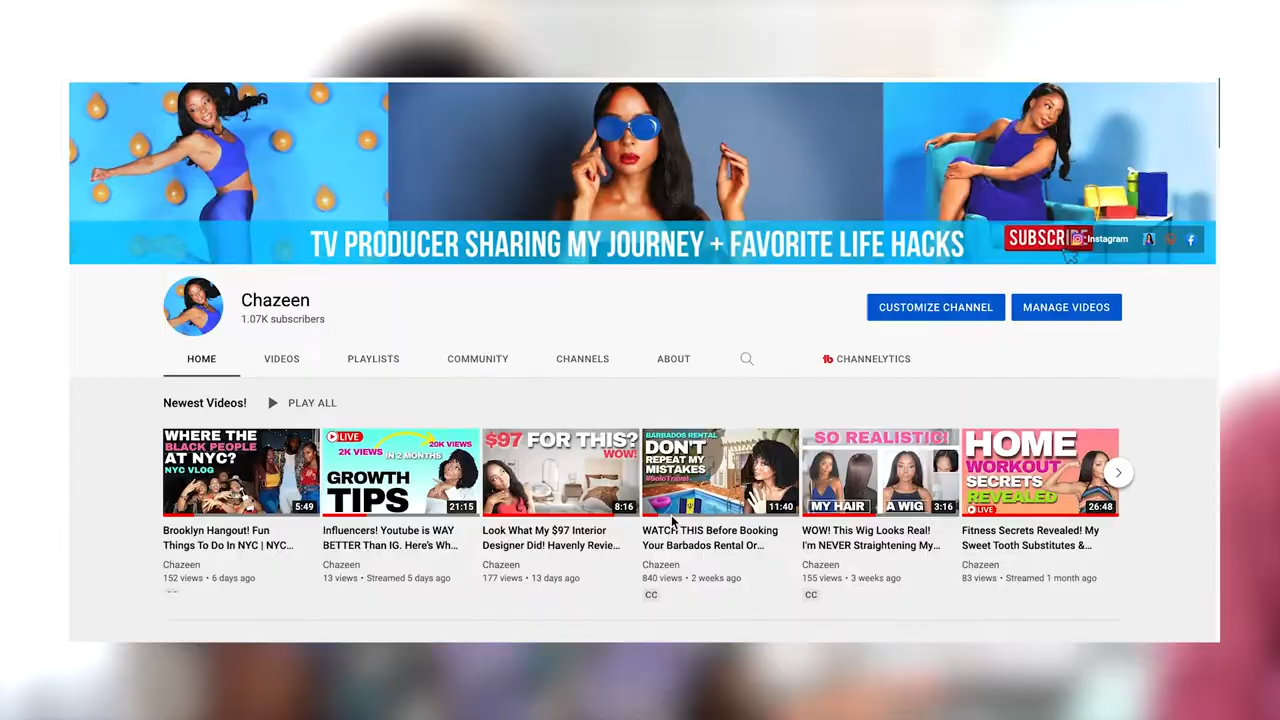 TV PRODUCER SHARING MY JOURNEY + FAVORITE LIFE HACKS
Instagram
Chazeen
1.07K subscribers
CUSTOMIZE CHANNEL
MANAGE VIDEOS
HOME
VIDEOS
PLAYLISTS
COMMUNITY
CHANNELS
ABOUT
tb CHANNELYTICS
Newest Videos!
PLAY ALL
WHERE THE
BLACK PEOPLE
AT NYC?
NYC VLOG
5:49
Brooklyn Hangout! Fun
Things To Do In NYC | NYC...
Chazeen
152 views • 6 days ago
LIVE
2K VIEWS
20K VIEWS
IN 2 MONTHS
GROWTH
TIPS
21:15
Influencers! Youtube is WAY
BETTER Than IG. Here's Wh...
Chazeen
13 views • Streamed 5 days ago
$97 FOR THIS?
WOW!
8:16
Look What My $97 Interior
Designer Did! Havenly Revie...
Chazeen
177 views • 13 days ago
BARBADOS RENTAL
DON'T
REPEAT MY
MISTAKES
#SoloTravel
11:40
WATCH THIS Before Booking
Your Barbados Rental Or...
Chazeen
840 views • 2 weeks ago
CC
SO REALISTIC!
MY HAIR
A WIG
3:16
WOW! This Wig Looks Real!
I'm NEVER Straightening My...
Chazeen
155 views • 3 weeks ago
CC
HOME
WORKOUT
SECRETS
REVEALED
LIVE
26:48
Fitness Secrets Revealed! My
Sweet Tooth Substitutes &...
Chazeen
83 views • Streamed 1 month ago